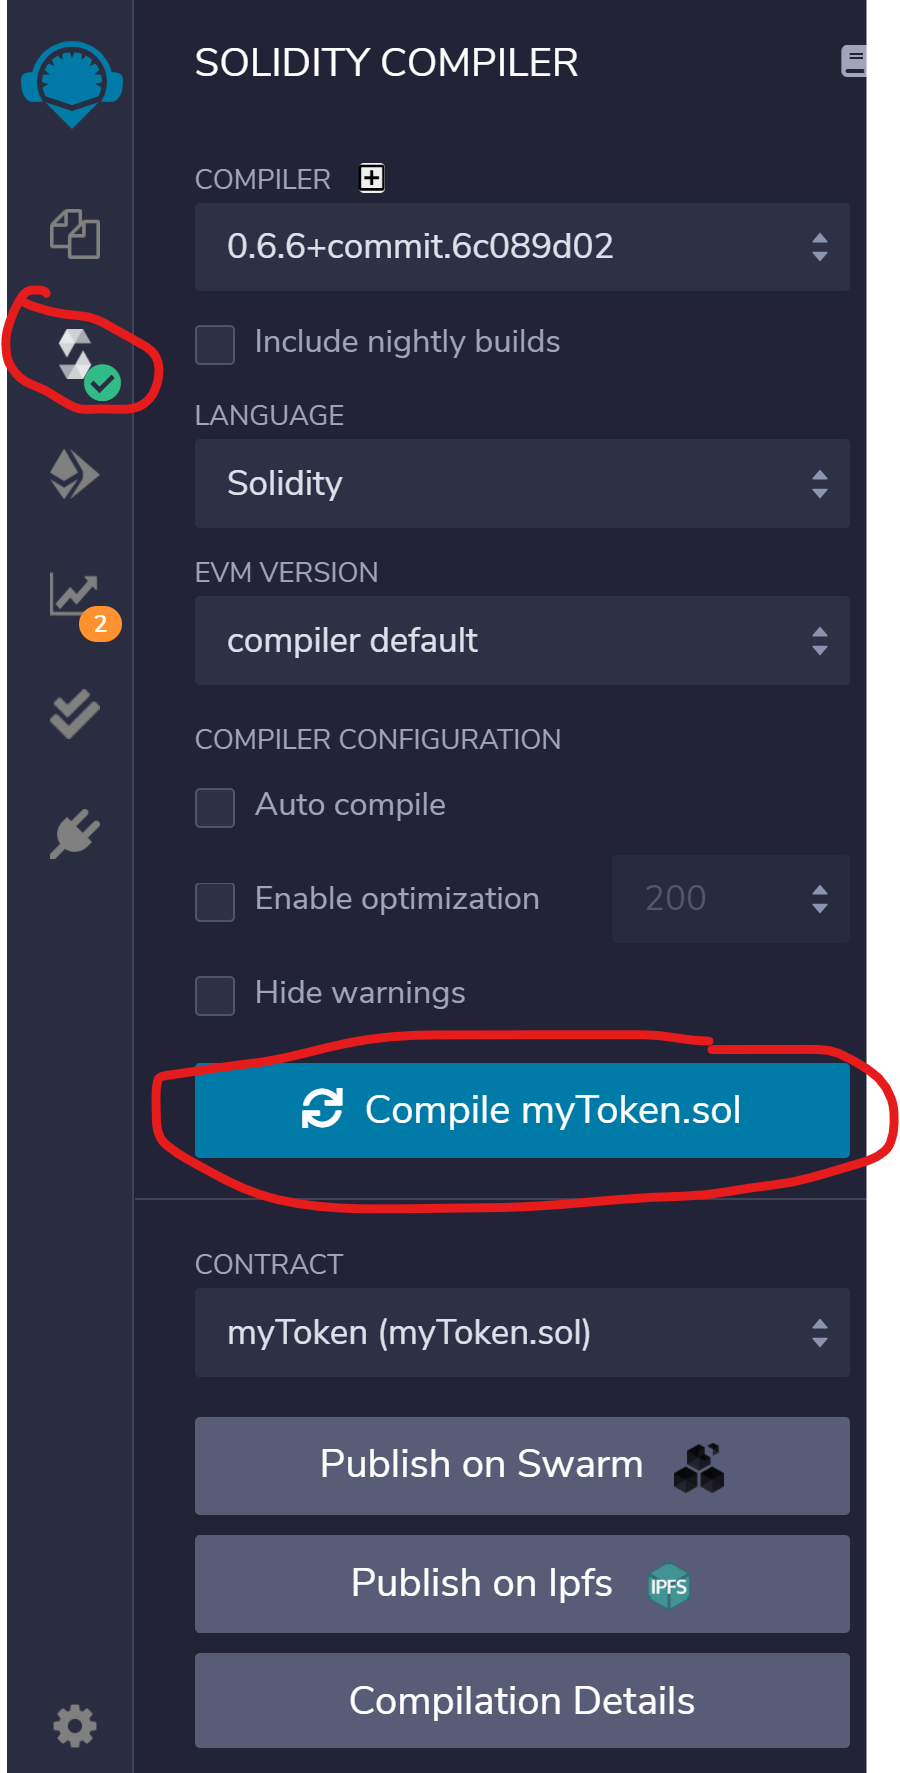 SOLIDITY COMPILER
COMPILER
0.6.6+commit.6c089d02
Include nightly builds
LANGUAGE
Solidity
EVM VERSION
compiler default
2
COMPILER CONFIGURATION
Auto compile
Enable optimization 200
Hide warnings
Compile myToken.sol
CONTRACT
myToken (myToken.sol)
Publish on Swarm
Publish on Ipfs IPFS
Compilation Details